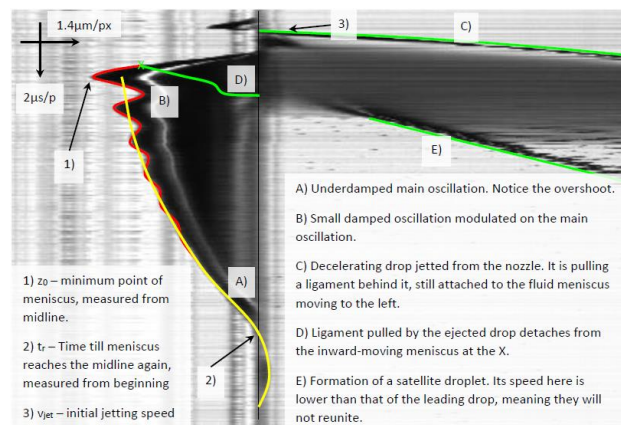 1.4µm/px
2µs/p
3)
C)
D)
B)
1)
E)
A)
2)
1) z0 – minimum point of
meniscus, measured from
midline.
2) tr – Time till meniscus
reaches the midline again,
measured from beginning
3) vjet – initial jetting speed
A) Underdamped main oscillation. Notice the overshoot.
B) Small damped oscillation modulated on the main
oscillation.
C) Decelerating drop jetted from the nozzle. It is pulling
a ligament behind it, still attached to the fluid meniscus
moving to the left.
D) Ligament pulled by the ejected drop detaches from
the inward-moving meniscus at the X.
E) Formation of a satellite droplet. Its speed here is
lower than that of the leading drop, meaning they will
not reunite.